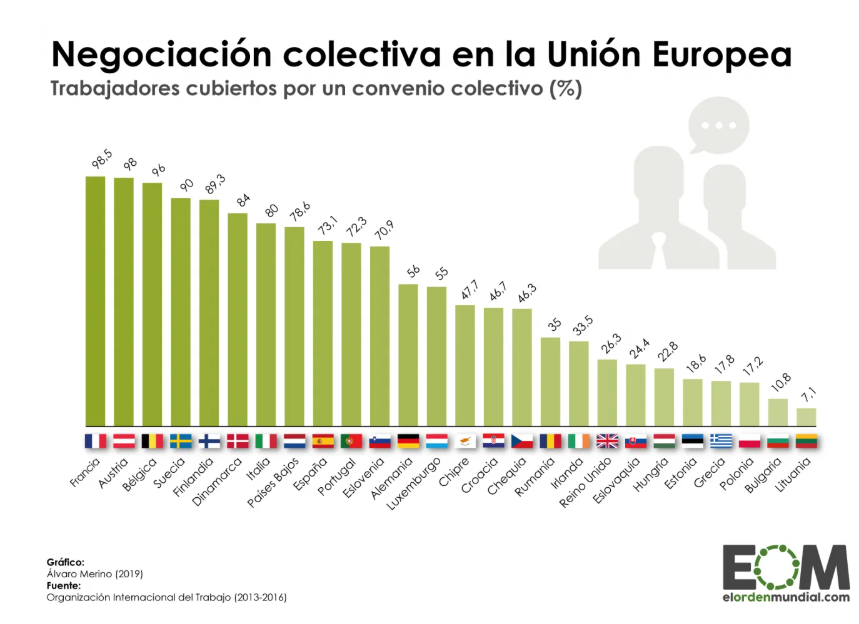 Negociación colectiva en la Unión Europea
Trabajadores cubiertos por un convenio colectivo (%)
98,5
98
96
90
89,3
84
80
78,6
73,1
72,3
70,9
56
55
47,7
46,7
46,3
35
33,5
26,3
24,4
22,8
18,6
17,8
17,2
10,8
7,1
Francia
Austria
Bélgica
Suecia
Finlandia
Dinamarca
Italia
Países Bajos
España
Portugal
Eslovenia
Alemania
Luxemburgo
Chipre
Croacia
Chequia
Rumania
Irlanda
Reino Unido
Eslovaquia
Hungría
Estonia
Grecia
Polonia
Bulgaria
Lituania
Gráfico:
Álvaro Merino (2019)
Fuente:
Organización Internacional del Trabajo (2013-2016)
EOM
elordenmundial.com